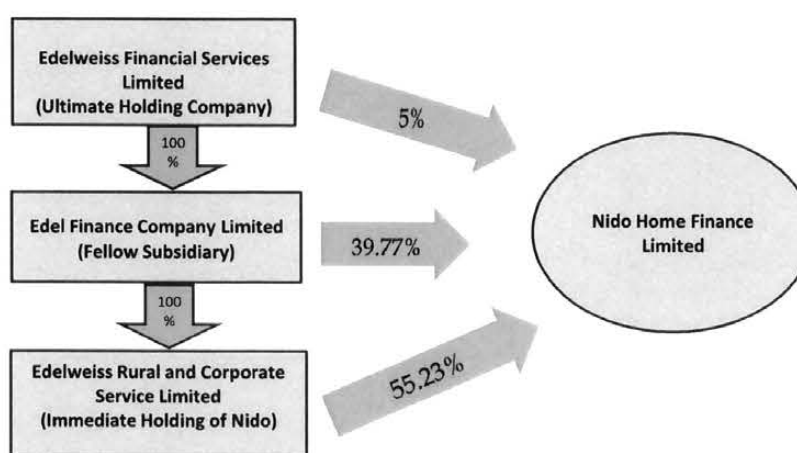 Edelweiss Financial Services
Limited
(Ultimate Holding Company)
5%
100
%
Edel Finance Company Limited
(Fellow Subsidiary)
39.77%
Nido Home Finance
Limited
100
%
Edelweiss Rural and Corporate
Service Limited
(Immediate Holding of Nido)
55.23%